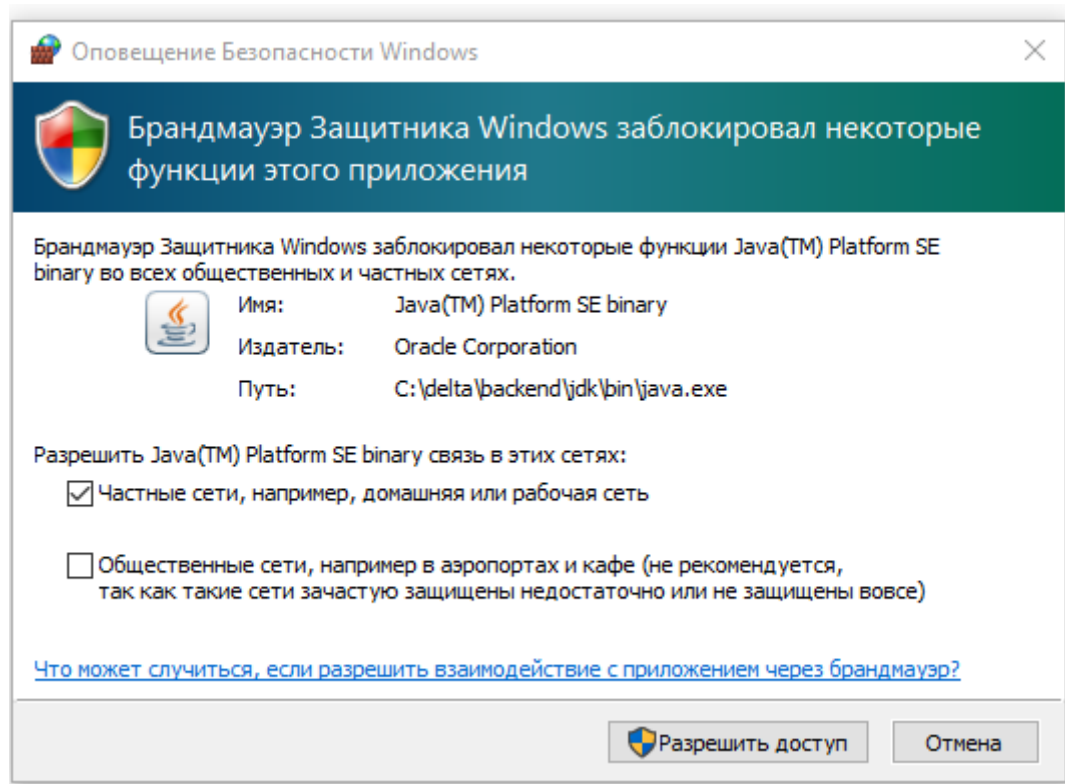 Оповещение Безопасности Windows
Брандмауэр Защитника Windows заблокировал некоторые
функции этого приложения
Брандмауэр Защитника Windows заблокировал некоторые функции Java(TM) Platform SE
binary во всех общественных и частных сетях.
Имя: Java(TM) Platform SE binary
Издатель: Oracle Corporation
Путь: C:\delta\backend\jdk\bin\java.exe
Разрешить Java(TM) Platform SE binary связь в этих сетях:
Частные сети, например, домашняя или рабочая сеть
Общественные сети, например в аэропортах и кафе (не рекомендуется,
так как такие сети зачастую защищены недостаточно или не защищены вовсе)
Что может случиться, если разрешить взаимодействие с приложением через брандмауэр?
Разрешить доступ Отмена